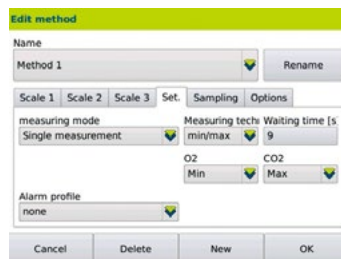 Edit method
Name
Method 1
Rename
Scale 1 Scale 2 Scale 3 Set. Sampling Options
measuring mode Measuring techi Waiting time [s
Single measurement min/max 9
O2 CO2
Min Max
Alarm profile
none
Cancel Delete New OK